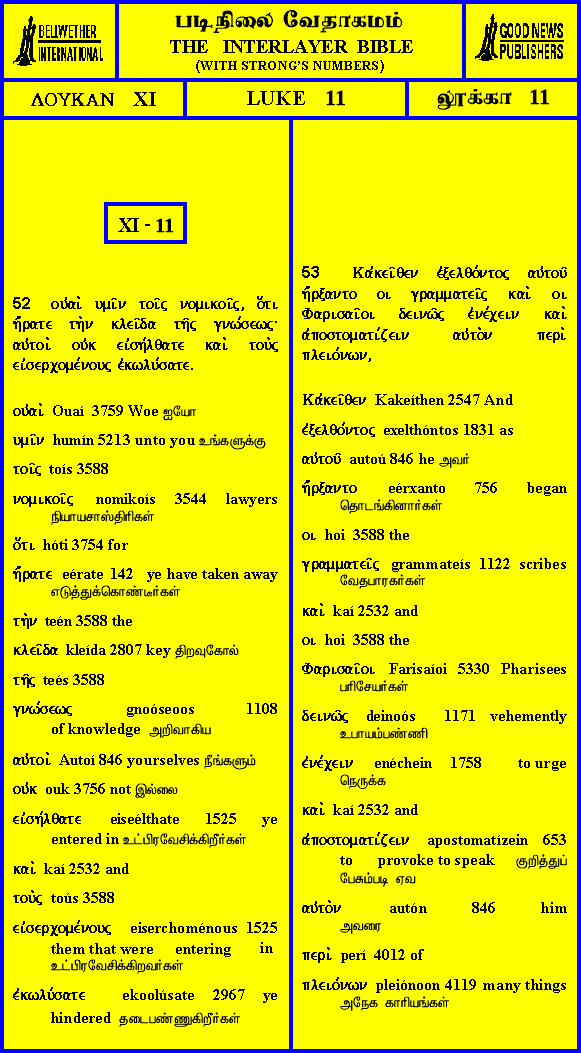 BELLWETHER
INTERNATIONAL
படிநிலை வேதாகமம்
THE INTERLAYER BIBLE
(WITH STRONG'S NUMBERS)
GOOD NEWS
PUBLISHERS
ΛΟΥΚΑΝ XI
LUKE 11
லூக்கா 11
XI - 11
52 οὐαὶ υμῖν τοῖς νομικοῖς, ὅτι
ἤρατε τὴν κλεῖδα τῆς γνώσεως·
αὐτοὶ οὐκ εἰσήλθατε καὶ τοὺς
εἰσερχομένους ἐκωλύσατε.
οὐαὶ Ouaí 3759 Woe ஐயோ
υμῖν humín 5213 unto you உங்களுக்கு
τοῖς toís 3588
νομικοῖς nomikoís 3544 lawyers
நியாயசாஸ்திரிகள்
ὅτι hóti 3754 for
ἤρατε eérate 142 ye have taken away
எடுத்துக்கொண்டீர்கள்
τὴν teén 3588 the
κλεῖδα kleída 2807 key திறவுகோல்
τῆς teés 3588
γνώσεως gnoóseoos 1108
of knowledge அறிவாகிய
αὐτοὶ Autoí 846 yourselves நீங்களும்
οὐκ ouk 3756 not இல்லை
εἰσήλθατε eiseélthate 1525 ye
entered in உட்பிரவேசிக்கிறீர்கள்
καὶ kaí 2532 and
τοὺς toús 3588
εἰσερχομένους eiserchoménous 1525
them that were entering in
உட்பிரவேசிக்கிறவர்கள்
ἐκωλύσατε ekoolúsate 2967 ye
hindered தடைபண்ணுகிறீர்கள்
53 Κἀκεῖθεν ἐξελθόντος αὐτοῦ
ἤρξαντο οι γραμματεῖς καὶ οι
Φαρισαῖοι δεινῶς ἐνέχειν καὶ
ἀποστοματίζειν αὐτὸν περὶ
πλειόνων,
Κἀκεῖθεν Kakeíthen 2547 And
ἐξελθόντος exelthóntos 1831 as
αὐτοῦ autoú 846 he அவர்
ἤρξαντο eérxanto 756 began
தொடங்கினார்கள்
οι hoi 3588 the
γραμματεῖς grammateís 1122 scribes
வேதபாரகர்கள்
καὶ kaí 2532 and
οι hoi 3588 the
Φαρισαῖοι Farisaíoi 5330 Pharisees
பரிசேயர்கள்
δεινῶς deinoós 1171 vehemently
உபாயம்பண்ணி
ἐνέχειν enéchein 1758 to urge
நெருக்க
καὶ kaí 2532 and
ἀποστοματίζειν apostomatízein 653
to provoke to speak குறித்துப்
பேசும்படி ஏவ
αὐτὸν autón 846 him
அவரை
περὶ perí 4012 of
πλειόνων pleiónoon 4119 many things
அநேக காரியங்கள்